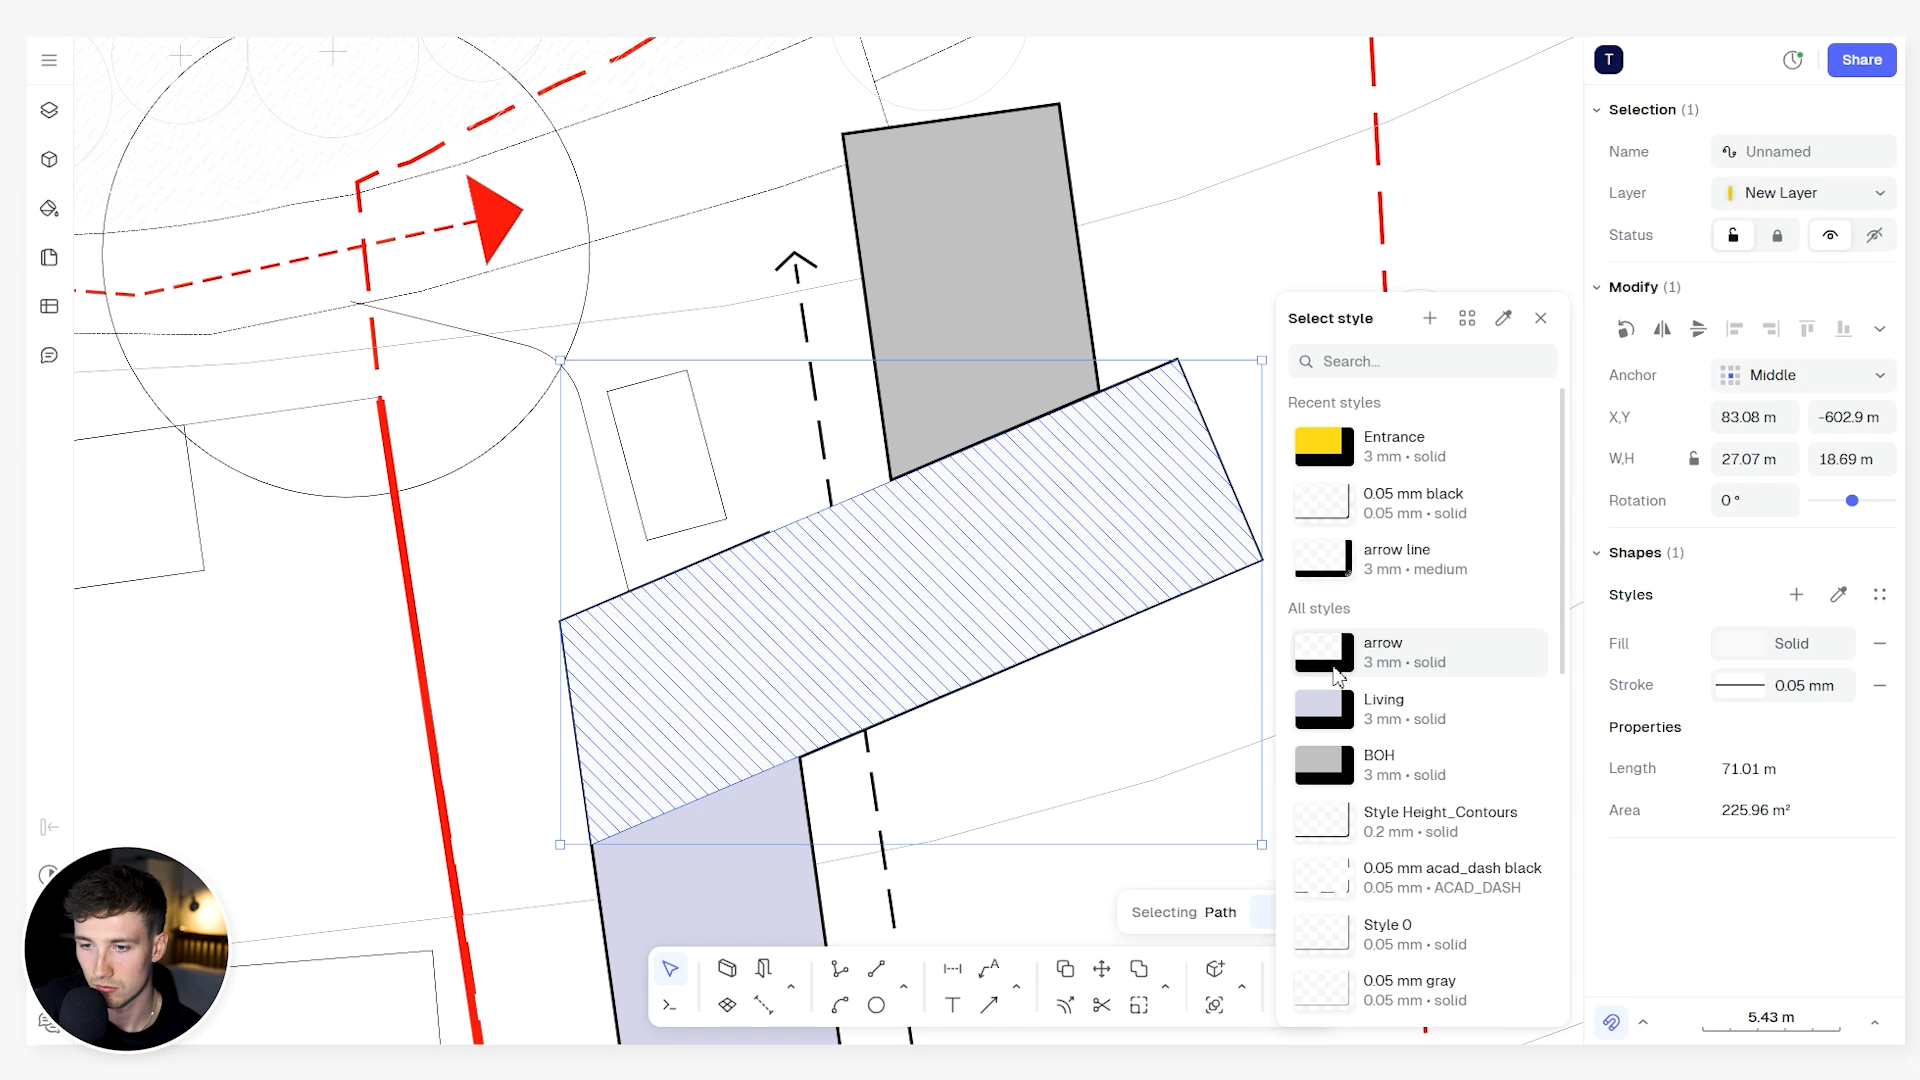 T
Share
Selection (1)
Name
Unnamed
Layer
New Layer
Status
Modify (1)
Anchor
Middle
X,Y
83.08 m
-602.9 m
W,H
27.07 m
18.69 m
Rotation
0 °
Shapes (1)
Styles
Fill
Solid
Stroke
0.05 mm
Properties
Length
71.01 m
Area
225.96 m²
5.43 m
Select style
Search...
Recent styles
Entrance
3 mm • solid
0.05 mm black
0.05 mm • solid
arrow line
3 mm • medium
All styles
arrow
3 mm • solid
Living
3 mm • solid
BOH
3 mm • solid
Style Height_Contours
0.2 mm • solid
0.05 mm acad_dash black
0.05 mm • ACAD_DASH
Style 0
0.05 mm • solid
0.05 mm gray
0.05 mm • solid
Selecting Path